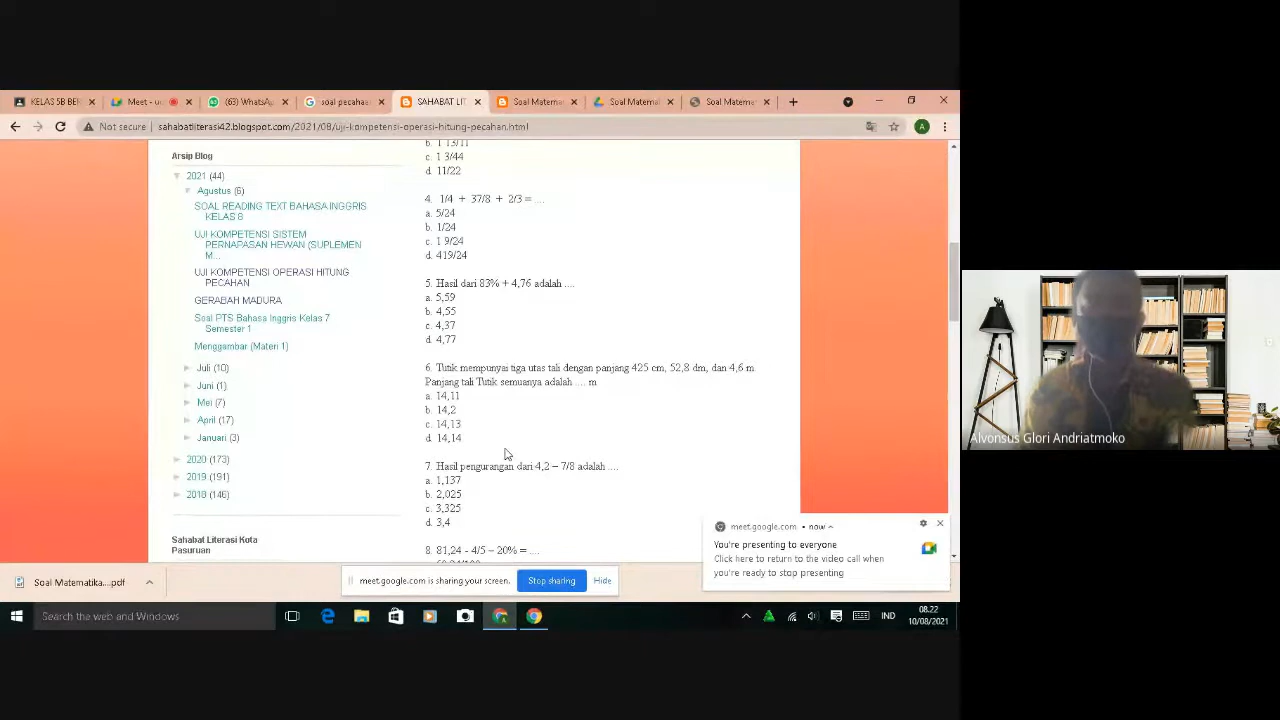 KELAS 5B BER
Meet - u
(63) WhatsA
soal pecahaa
SAHABAT LIT
Soal Matema
Soal Matema
Soal Matema
Not secure
sahabatliterasi42.blogspot.com/2021/08/uji-kompetensi-operasi-hitung-pecahan.html
A
Arsip Blog
2021 (44)
Agustus (6)
SOAL READING TEXT BAHASA INGGRIS
KELAS 8
UJI KOMPETENSI SISTEM
PERNAPASAN HEWAN (SUPLEMEN
M...
UJI KOMPETENSI OPERASI HITUNG
PECAHAN
GERABAH MADURA
Soal PTS Bahasa Inggris Kelas 7
Semester 1
Menggambar (Materi 1)
Juli (10)
Juni (1)
Mei (7)
April (17)
Januari (3)
2020 (173)
2019 (191)
2018 (146)
Sahabat Literasi Kota
Pasuruan
b. 1 13/11
c. 1 3/44
d. 11/22
4. 1/4 + 37/8 + 2/3 = ....
a. 5/24
b. 1/24
c. 1 9/24
d. 419/24
5. Hasil dari 83% + 4,76 adalah ....
a. 5,59
b. 4,55
c. 4,37
d. 4,77
6. Tutik mempunyai tiga utas tali dengan panjang 425 cm, 52,8 dm, dan 4,6 m.
Panjang tali Tutik semuanya adalah .... m
a. 14,11
b. 14,2
c. 14,13
d. 14,14
7. Hasil pengurangan dari 4,2 – 7/8 adalah ....
a. 1,137
b. 2,025
c. 3,325
d. 3,4
8. 81,24 - 4/5 – 20% = ....
meet.google.com • now
You're presenting to everyone
Click here to return to the video call when
you're ready to stop presenting
Soal Matematika....pdf
meet.google.com is sharing your screen.
Stop sharing
Hide
Search the web and Windows
IND
08.22
10/08/2021
Alvonsus Glori Andriatmoko